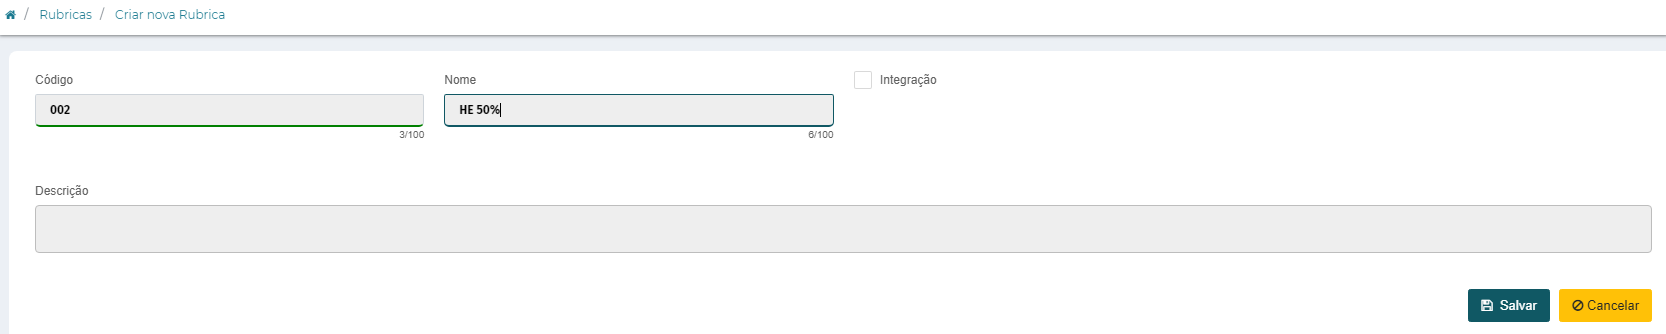 / Rubricas / Criar nova Rubrica
Código Nome Integração
002 HE 50%
3/100 6/100
Descrição
Salvar Cancelar